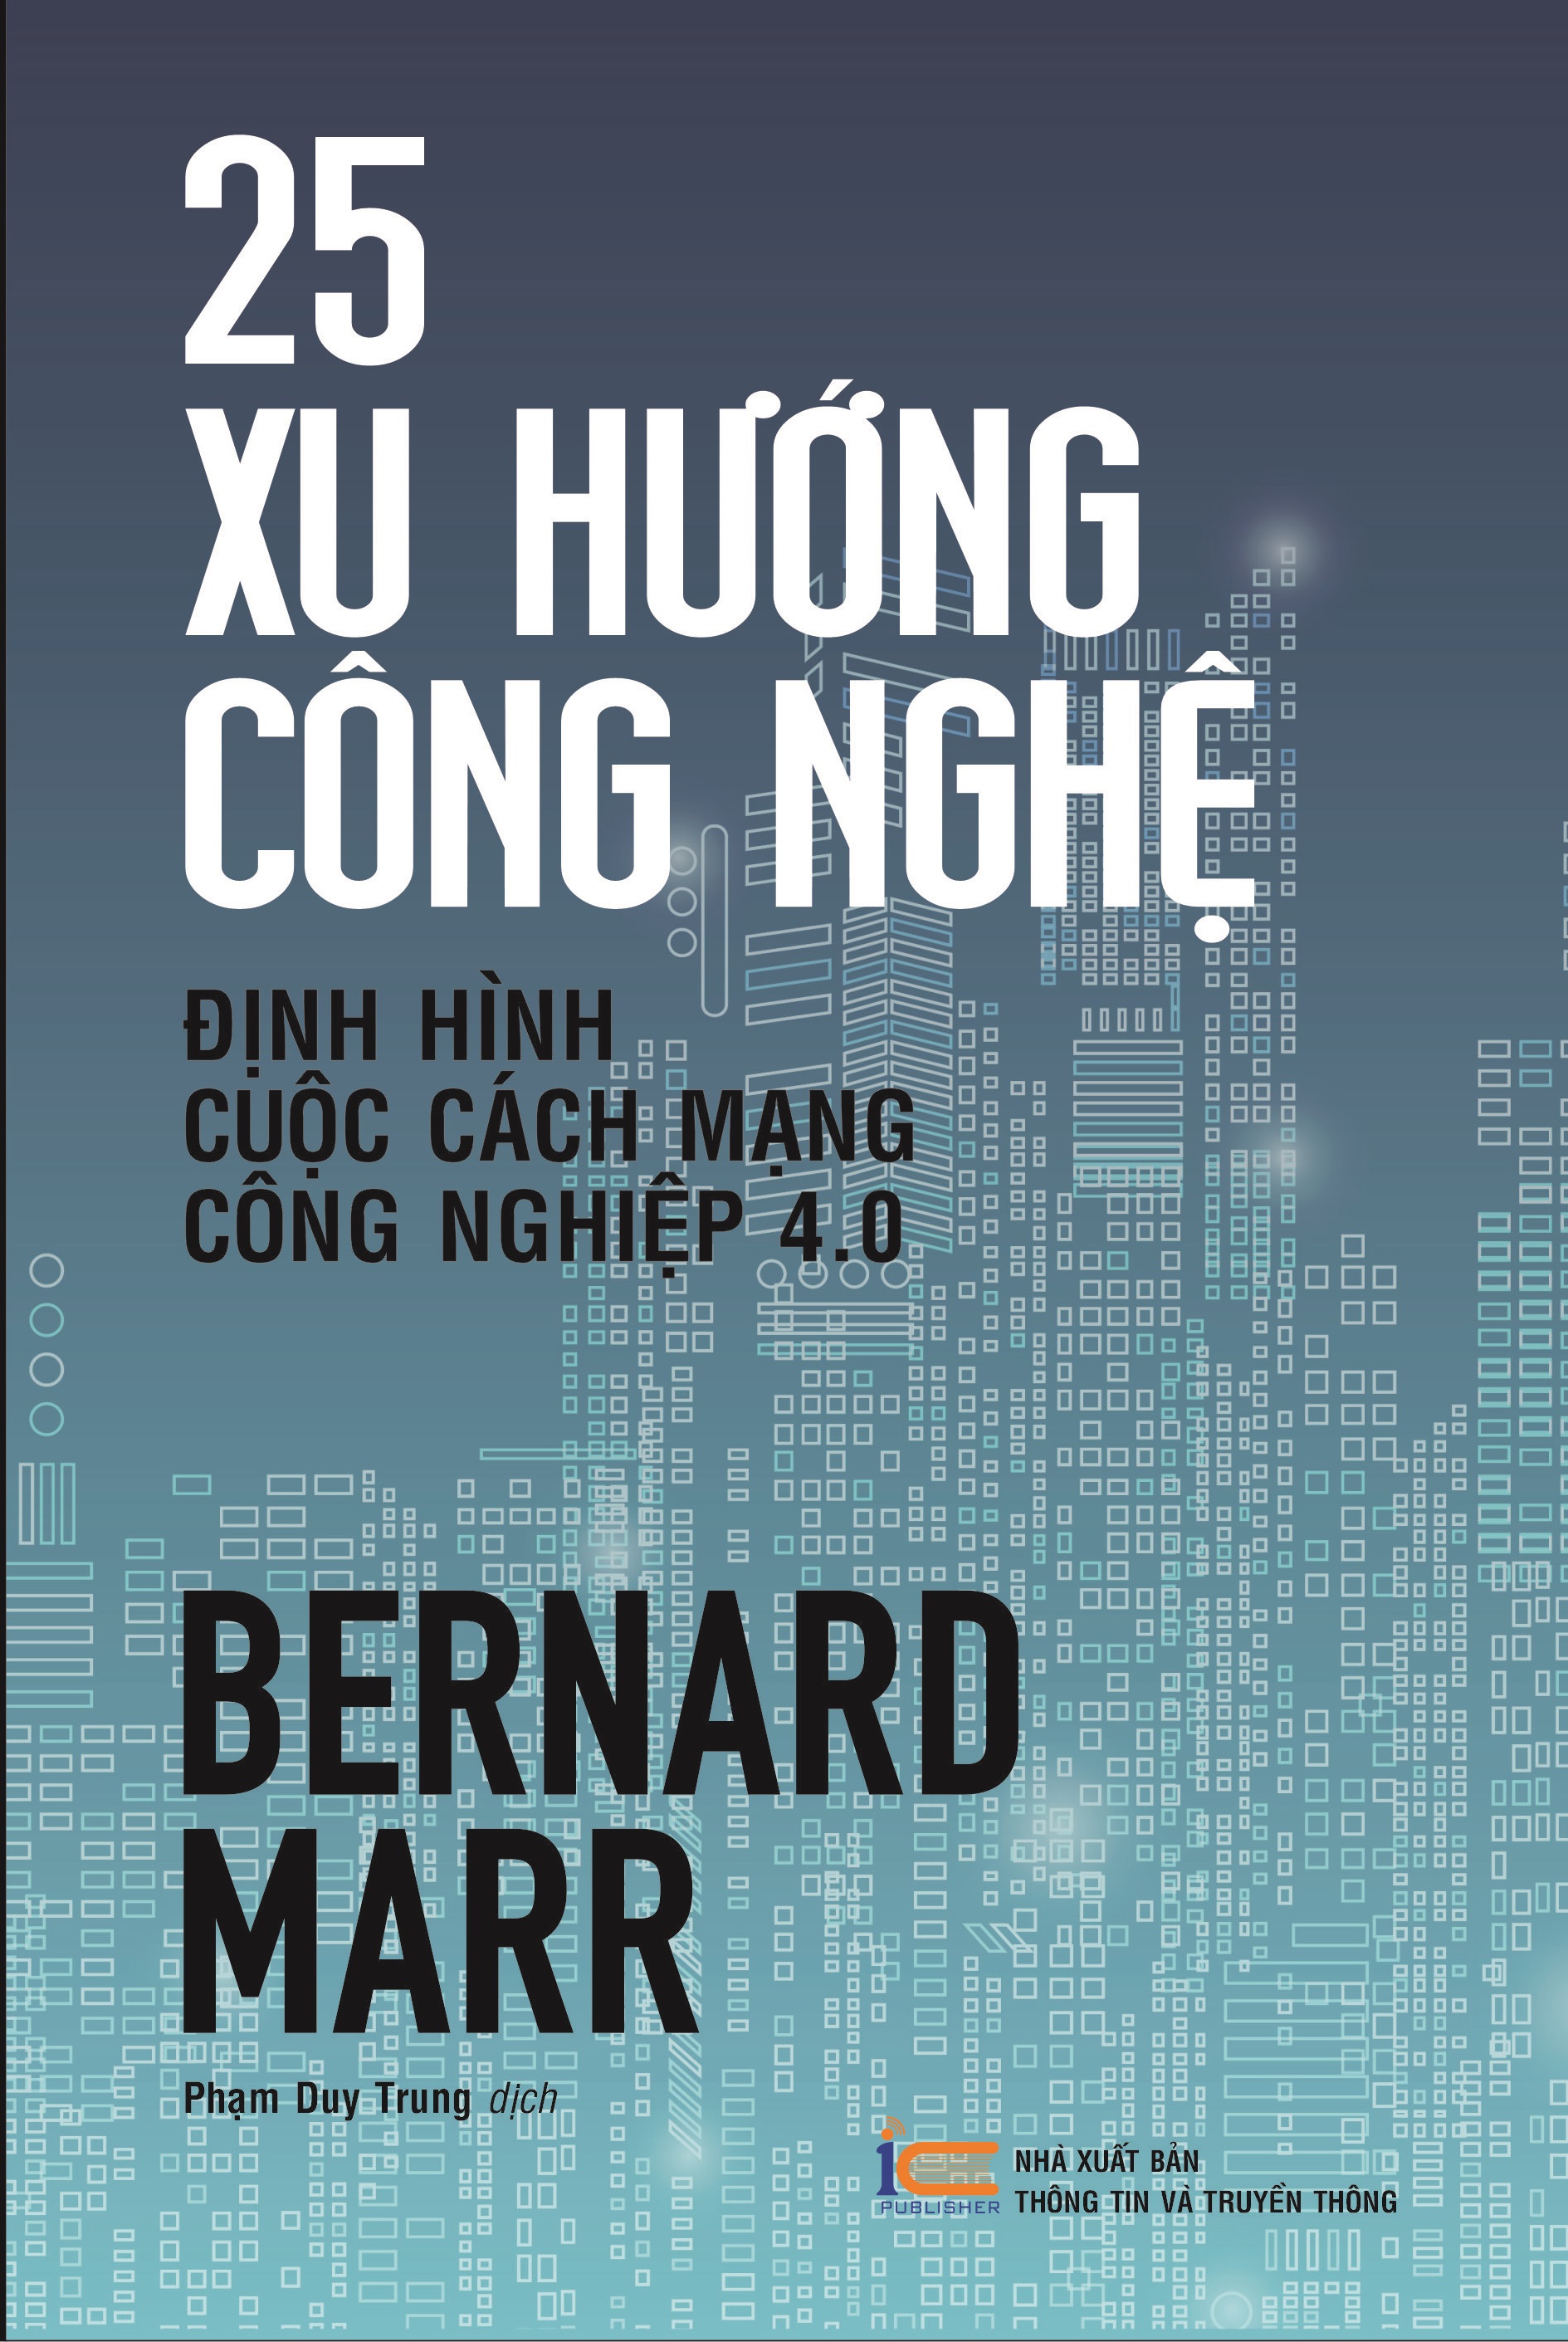 25
XU HƯỚNG
CÔNG NGHỆ
ĐỊNH HÌNH
CUỘC CÁCH MẠNG
CÔNG NGHIỆP 4.0
BERNARD
MARR
Phạm Duy Trung dịch
iC
PUBLISHER
NHÀ XUẤT BẢN
THÔNG TIN VÀ TRUYỀN THÔNG